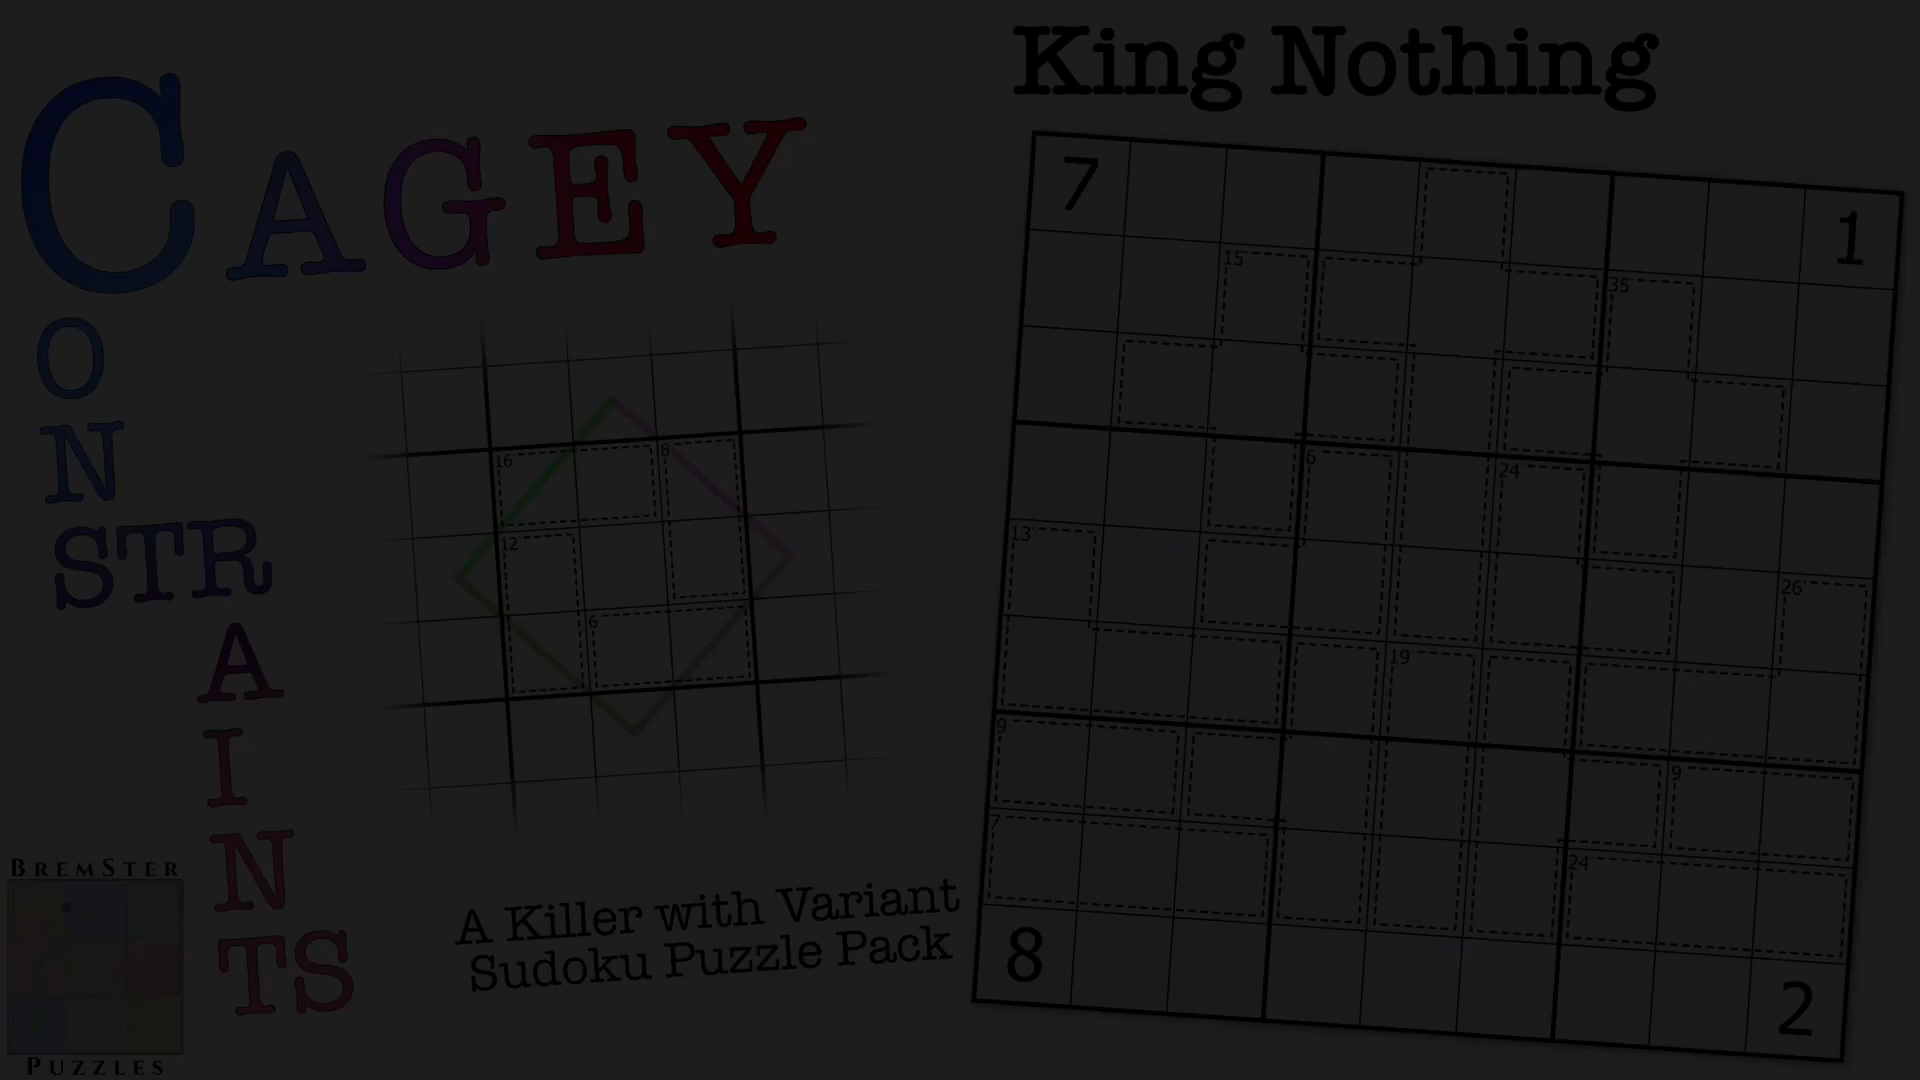 King Nothing
CAGEY
CONSTRAINTS
7
1
15
35
16
8
6
24
13
12
26
6
19
9
9
7
24
BREMSTER
PUZZLES
A Killer with Variant
Sudoku Puzzle Pack
8
2